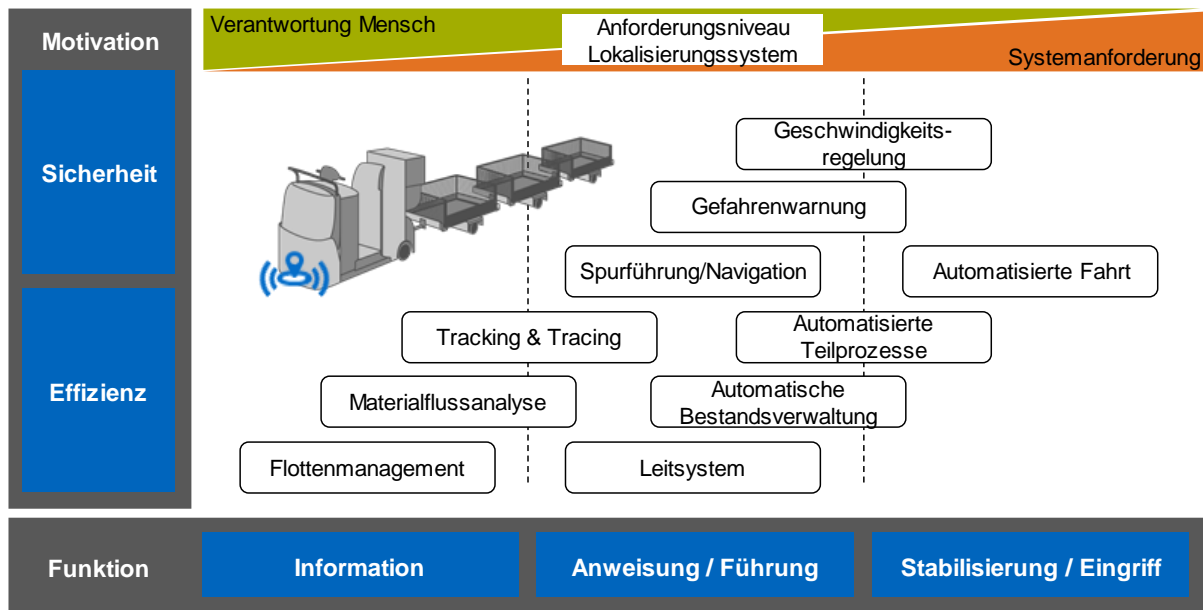 Motivation
Verantwortung Mensch
Anforderungsniveau
Lokalisierungssystem
Systemanforderung
Sicherheit
Geschwindigkeits-
regelung
Gefahrenwarnung
Spurführung/Navigation
Automatisierte Fahrt
Effizienz
Tracking & Tracing
Automatisierte
Teilprozesse
Materialflussanalyse
Automatische
Bestandsverwaltung
Flottenmanagement
Leitsystem
Funktion
Information
Anweisung / Führung
Stabilisierung / Eingriff